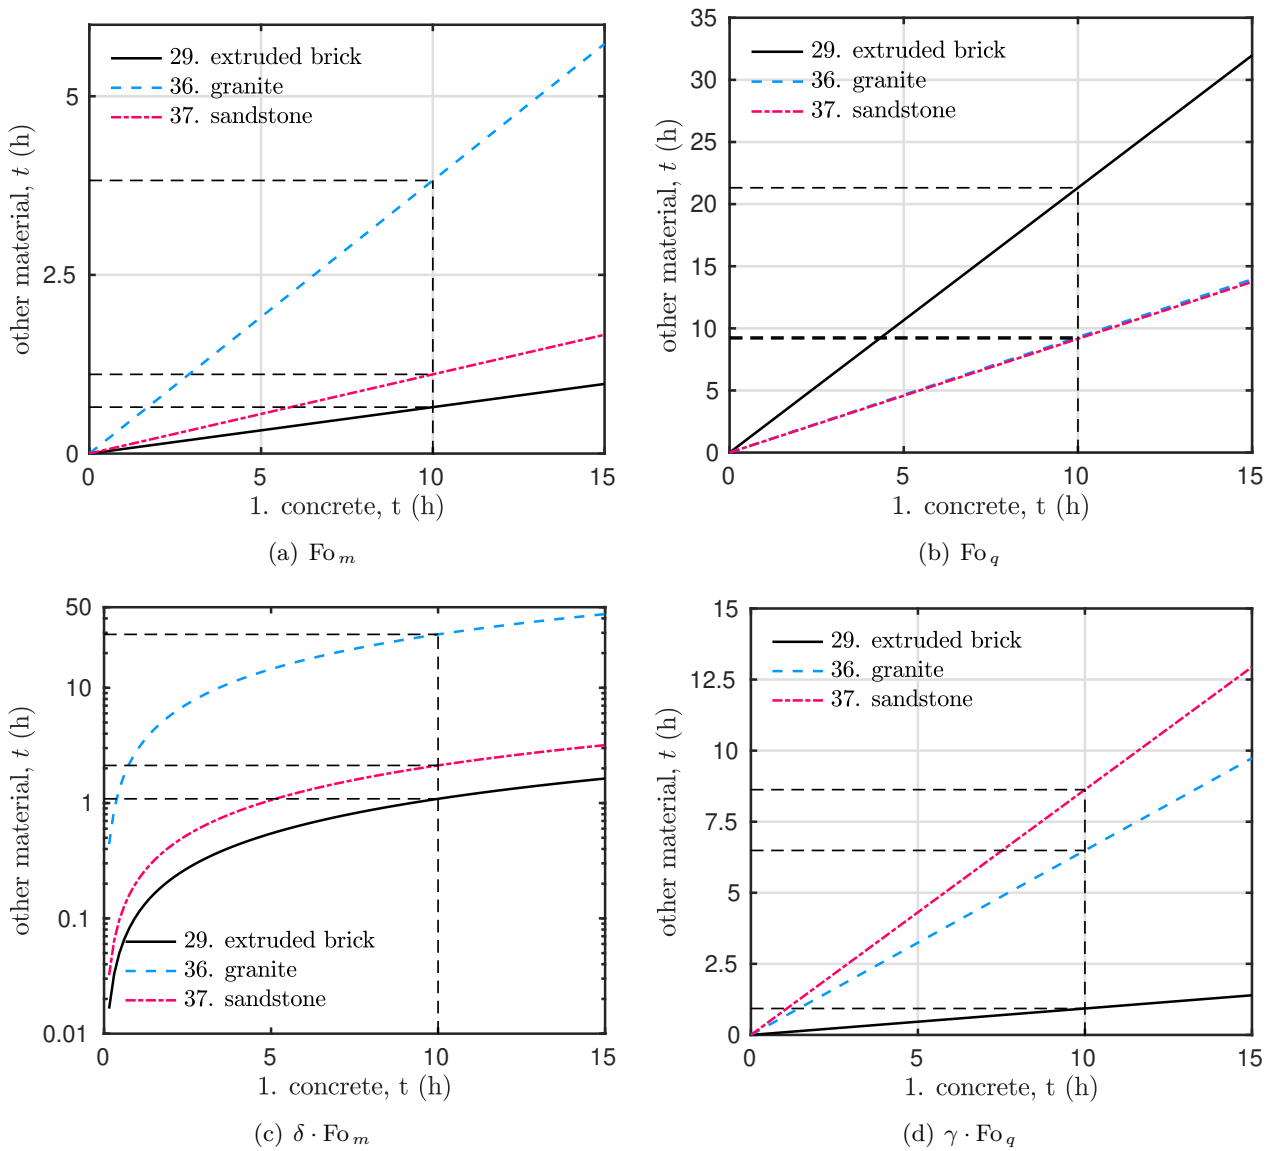 29. extruded brick
36. granite
37. sandstone
5
2.5
0
0 5 10 15
other material, t (h)
1. concrete, t (h)
(a) Fo m
29. extruded brick
36. granite
37. sandstone
35
30
25
20
15
10
5
0
0 5 10 15
other material, t (h)
1. concrete, t (h)
(b) Fo q
50
10
1
0.1
0.01
29. extruded brick
36. granite
37. sandstone
0 5 10 15
other material, t (h)
1. concrete, t (h)
(c) δ · Fo m
29. extruded brick
36. granite
37. sandstone
15
12.5
10
7.5
5
2.5
0
0 5 10 15
other material, t (h)
1. concrete, t (h)
(d) γ · Fo q